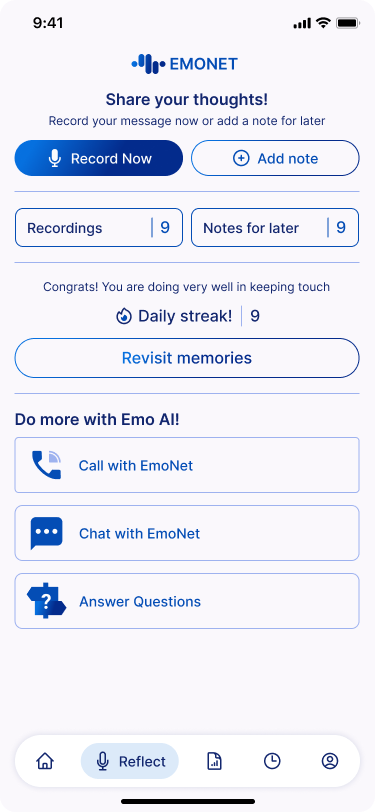 9:41
EMONET
Share your thoughts!
Record your message now or add a note for later
Record Now
Add note
Recordings 9
Notes for later 9
Congrats! You are doing very well in keeping touch
Daily streak! 9
Revisit memories
Do more with Emo AI!
Call with EmoNet
Chat with EmoNet
?
Answer Questions
Reflect